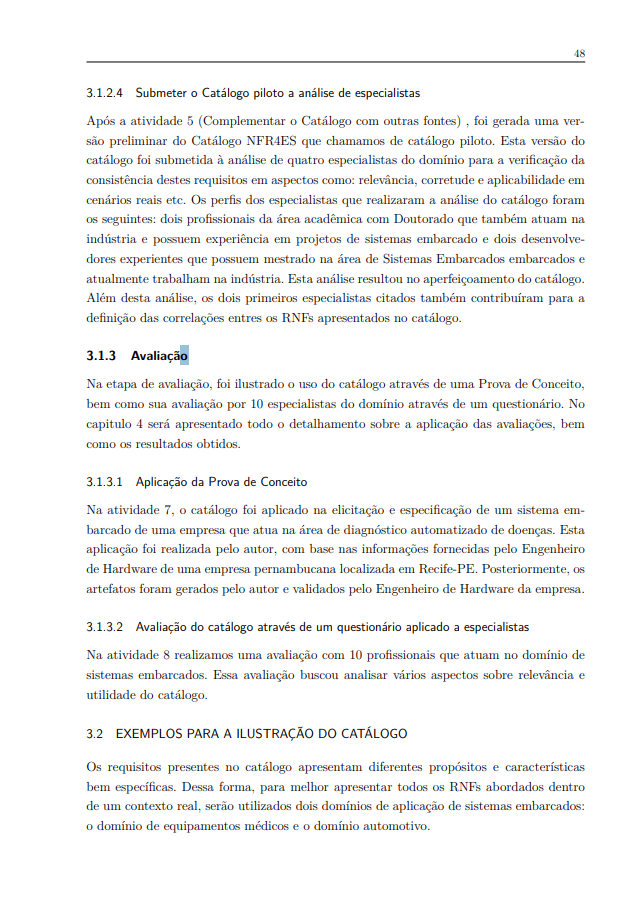 48
3.1.2.4 Submeter o Catálogo piloto a análise de especialistas
Após a atividade 5 (Complementar o Catálogo com outras fontes) , foi gerada uma ver-
são preliminar do Catálogo NFR4ES que chamamos de catálogo piloto. Esta versão do
catálogo foi submetida à análise de quatro especialistas do domínio para a verificação da
consistência destes requisitos em aspectos como: relevância, corretude e aplicabilidade em
cenários reais etc. Os perfis dos especialistas que realizaram a análise do catálogo foram
os seguintes: dois profissionais da área acadêmica com Doutorado que também atuam na
indústria e possuem experiência em projetos de sistemas embarcado e dois desenvolve-
dores experientes que possuem mestrado na área de Sistemas Embarcados embarcados e
atualmente trabalham na indústria. Esta análise resultou no aperfeiçoamento do catálogo.
Além desta análise, os dois primeiros especialistas citados também contribuíram para a
definição das correlações entres os RNFs apresentados no catálogo.
3.1.3 Avaliação
Na etapa de avaliação, foi ilustrado o uso do catálogo através de uma Prova de Conceito,
bem como sua avaliação por 10 especialistas do domínio através de um questionário. No
capitulo 4 será apresentado todo o detalhamento sobre a aplicação das avaliações, bem
como os resultados obtidos.
3.1.3.1 Aplicação da Prova de Conceito
Na atividade 7, o catálogo foi aplicado na elicitação e especificação de um sistema em-
barcado de uma empresa que atua na área de diagnóstico automatizado de doenças. Esta
aplicação foi realizada pelo autor, com base nas informações fornecidas pelo Engenheiro
de Hardware de uma empresa pernambucana localizada em Recife-PE. Posteriormente, os
artefatos foram gerados pelo autor e validados pelo Engenheiro de Hardware da empresa.
3.1.3.2 Avaliação do catálogo através de um questionário aplicado a especialistas
Na atividade 8 realizamos uma avaliação com 10 profissionais que atuam no domínio de
sistemas embarcados. Essa avaliação buscou analisar vários aspectos sobre relevância e
utilidade do catálogo.
3.2 EXEMPLOS PARA A ILUSTRAÇÃO DO CATÁLOGO
Os requisitos presentes no catálogo apresentam diferentes propósitos e características
bem específicas. Dessa forma, para melhor apresentar todos os RNFs abordados dentro
de um contexto real, serão utilizados dois domínios de aplicação de sistemas embarcados:
o domínio de equipamentos médicos e o domínio automotivo.